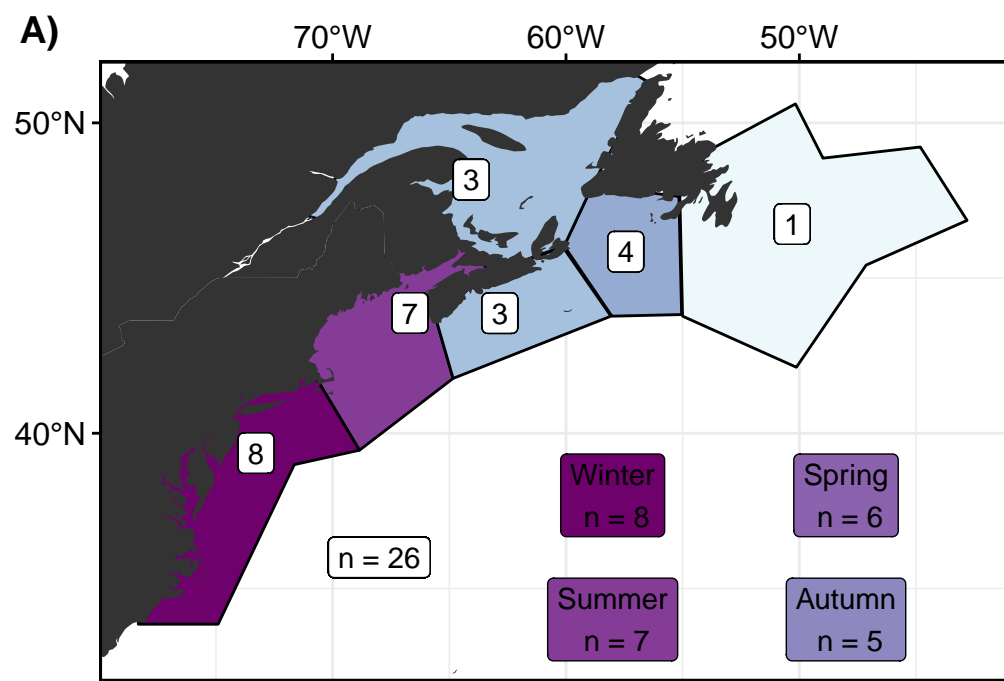 A)
70°W 60°W 50°W
50°N
40°N
3
1
4
7
3
8
Winter
n = 8
Spring
n = 6
n = 26
Summer
n = 7
Autumn
n = 5